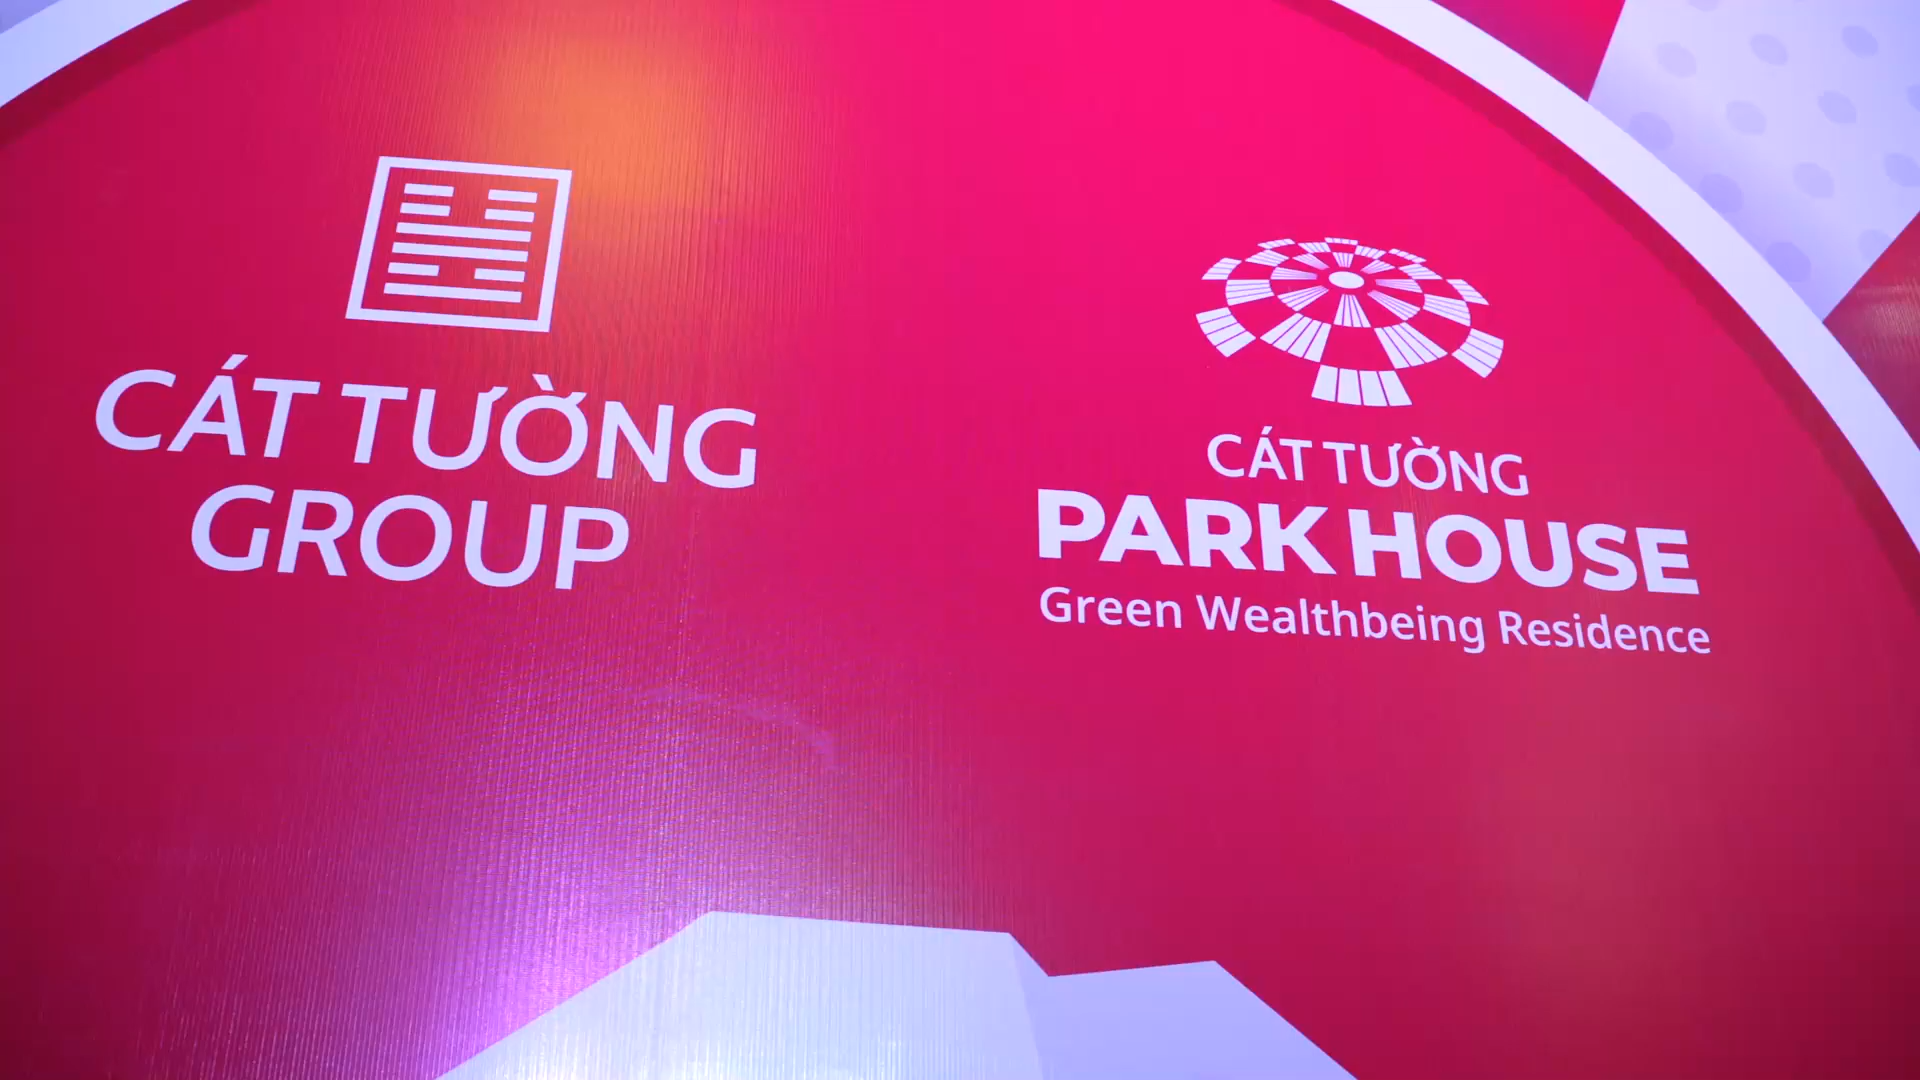 CÁT TƯỜNG
GROUP
CÁT TƯỜNG
PARK HOUSE
Green Wealthbeing Residence